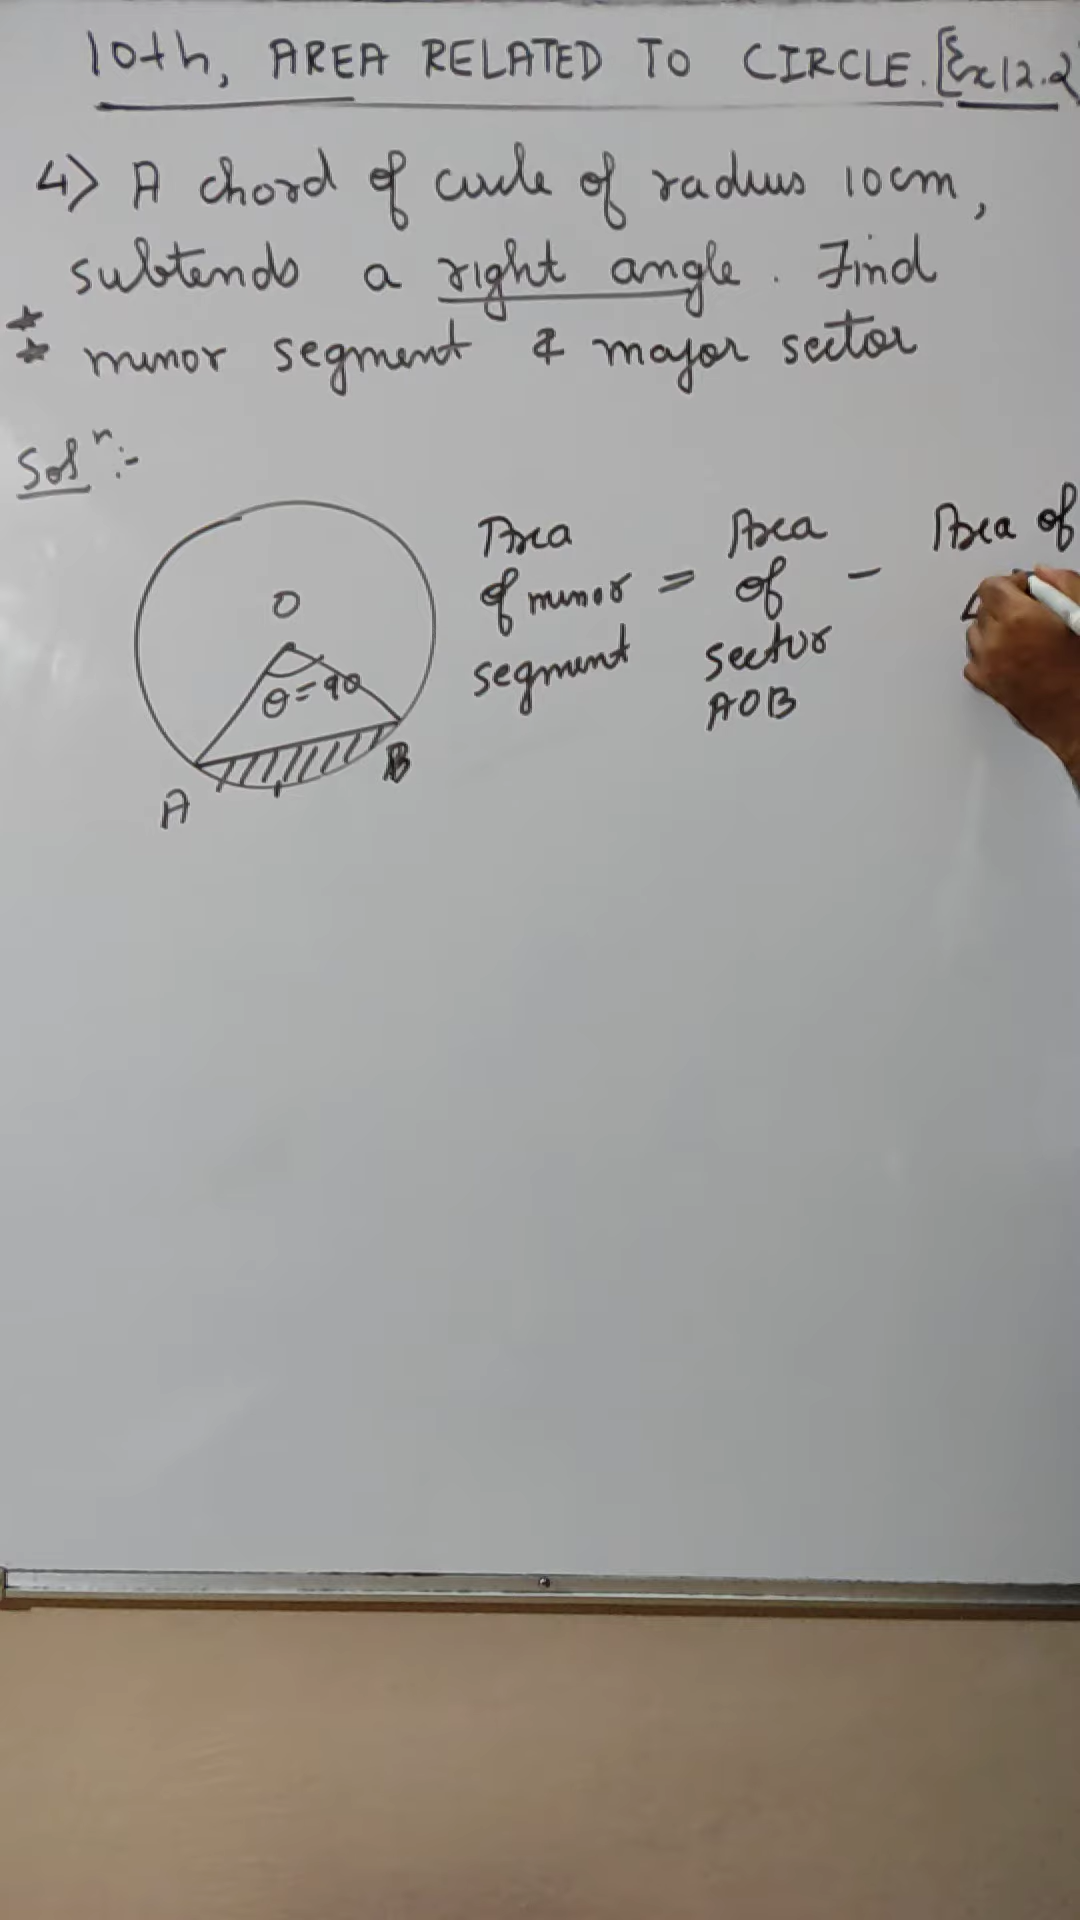 10th, AREA RELATED TO CIRCLE. [Ex 12.2]
4) A chord of circle of radius 10cm,
subtends a right angle. Find
minor segment & major sector
Solⁿ:-
O
θ=90
A
B
Area of minor segment = Area of sector AOB - Area of